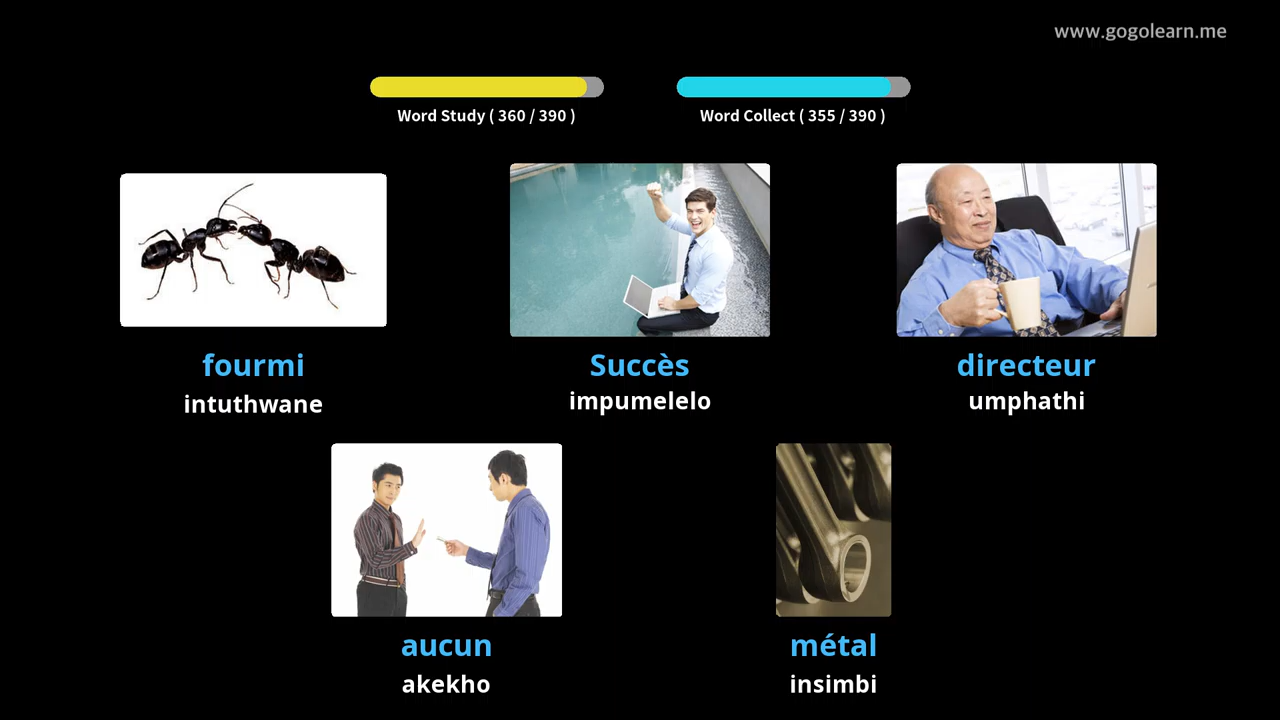 www.gogolearn.me
Word Study ( 360 / 390 )
Word Collect ( 355 / 390 )
fourmi
intuthwane
Succès
impumelelo
directeur
umphathi
aucun
akekho
métal
insimbi